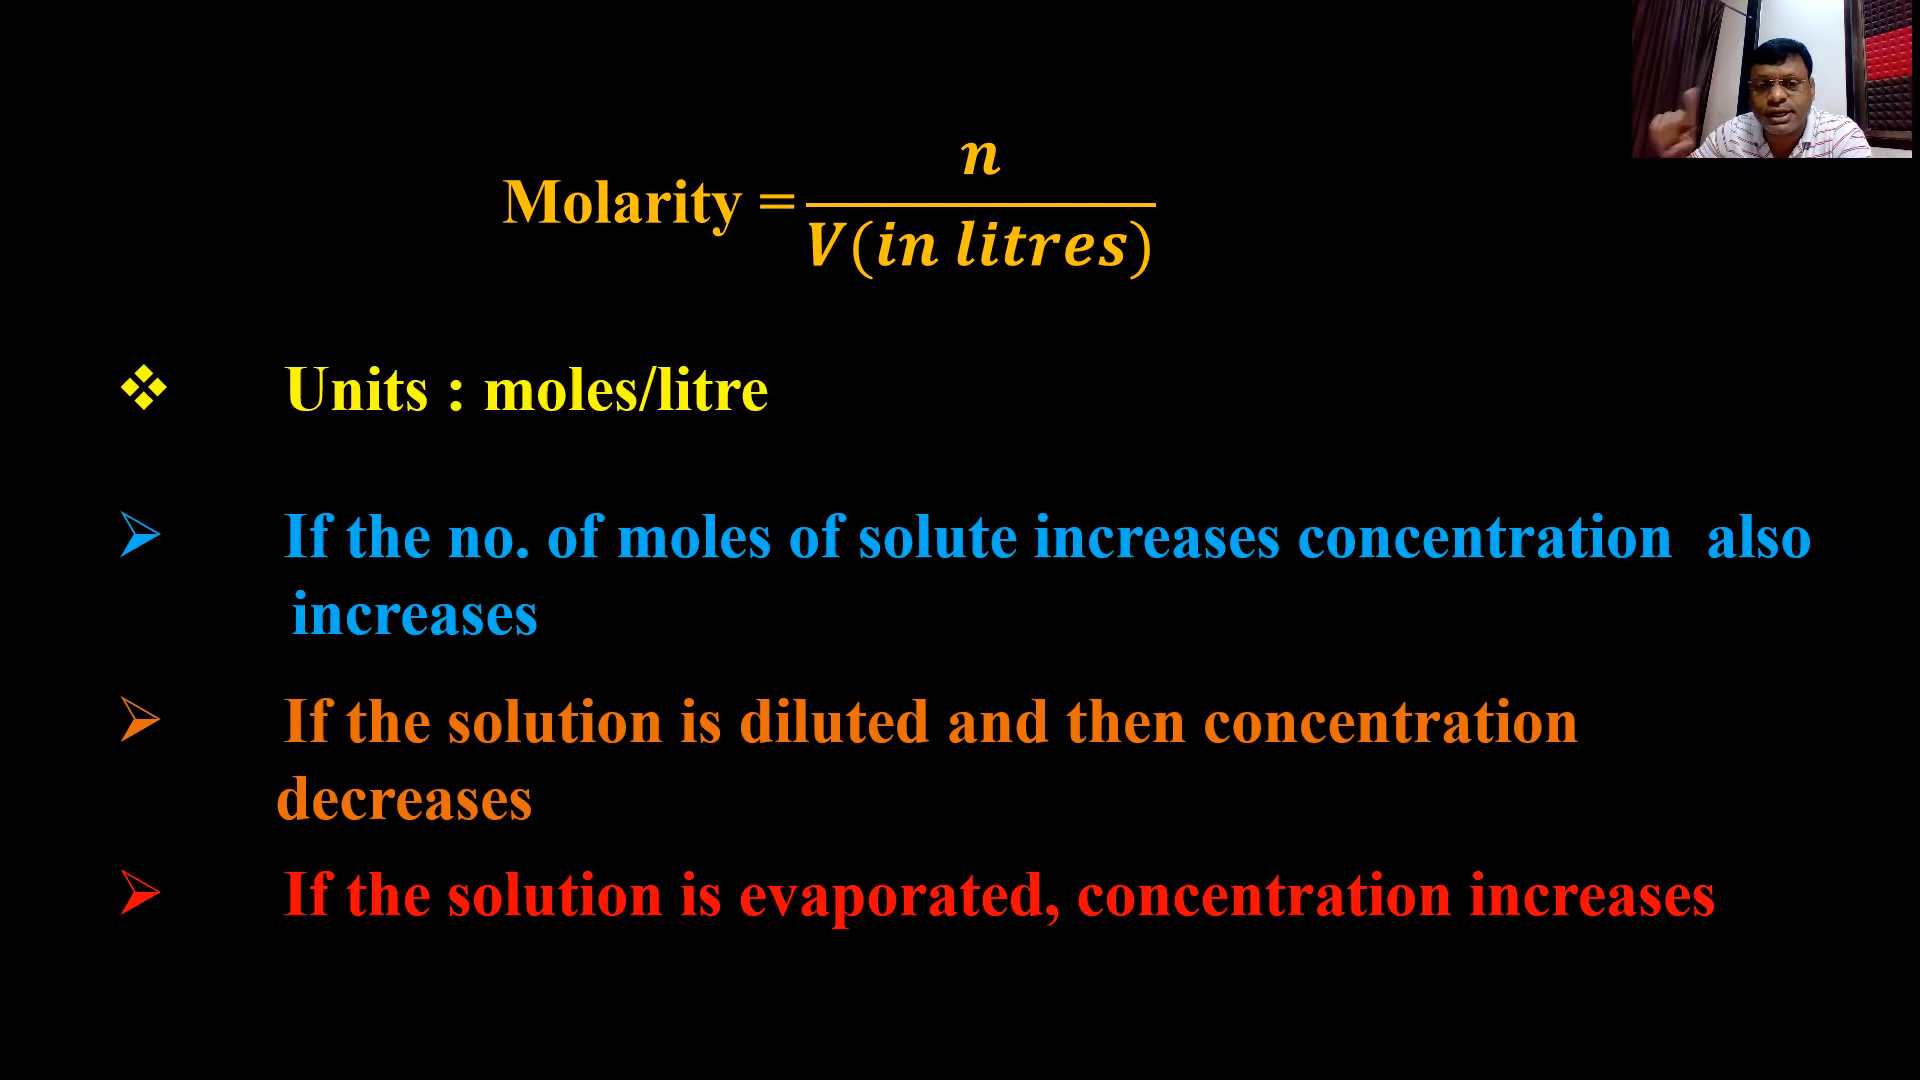 Molarity = n / V(in litres)
Units : moles/litre
If the no. of moles of solute increases concentration also
increases
If the solution is diluted and then concentration
decreases
If the solution is evaporated, concentration increases